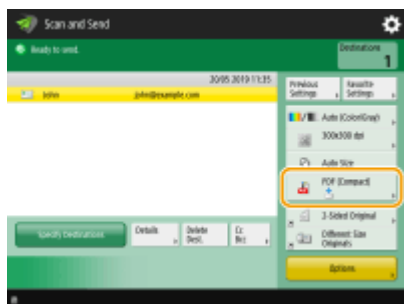 Scan and Send
Ready to send.
Destinations
1
20/05 2019 11:35
John john@example.com
Previous Settings
Favorite Settings
Auto (Color/Gray)
300x300 dpi
Auto Size
PDF (Compact)
2-Sided Original
Different Size Originals
Specify Destinations
Details
Delete Dest.
Cc Bcc
Options